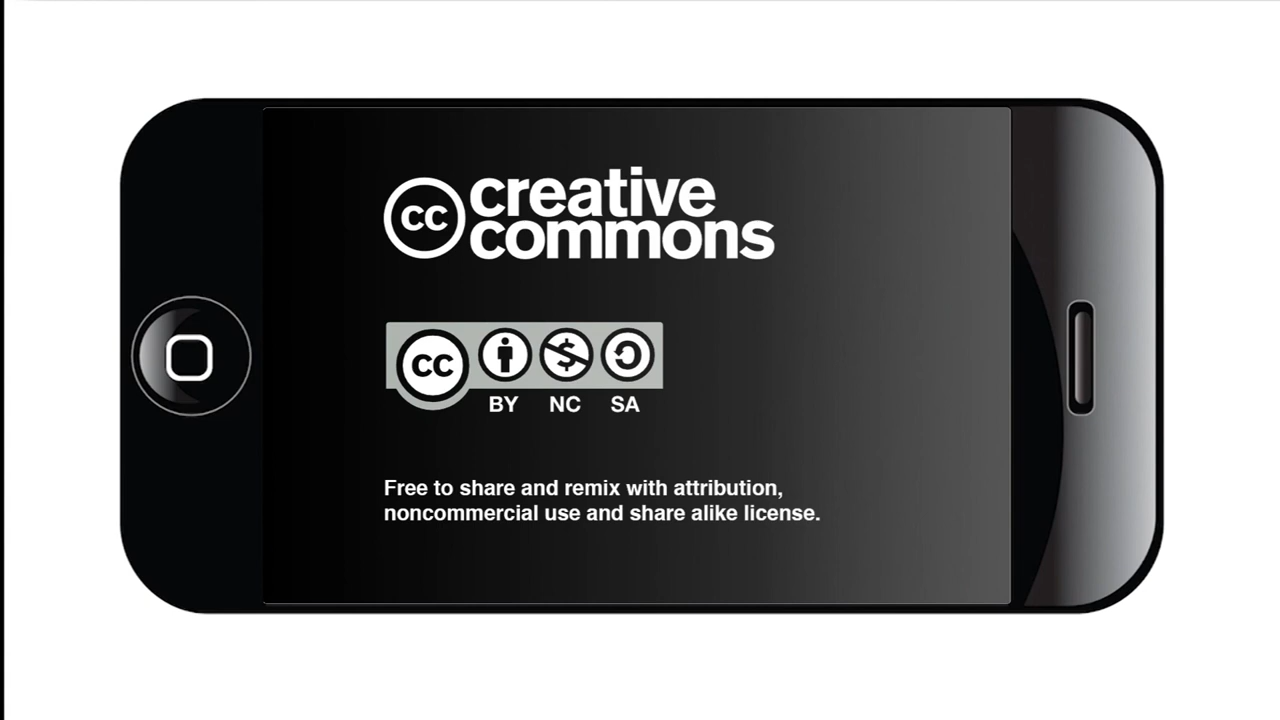 cc creative
commons
cc
BY NC SA
Free to share and remix with attribution,
noncommercial use and share alike license.